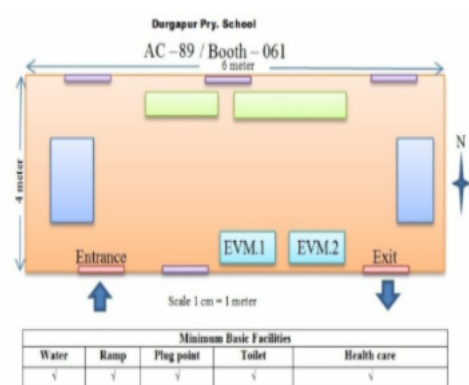 Durgapur Pry. School
AC –89 / Booth – 061
6 meter
4 meter
N
EVM.1 EVM.2
Entrance Exit
Scale 1 cm = 1 meter
Minimum Basic Facilities
Water Ramp Plug point Toilet Health care
√ √ √ √ √